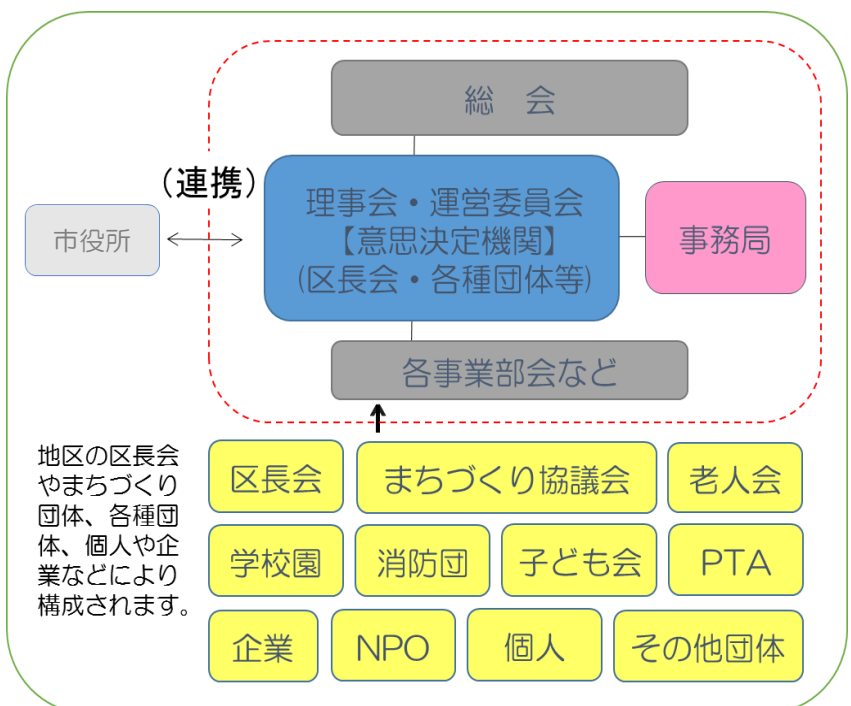 総　会
(連携)
理事会・運営委員会
【意思決定機関】
(区長会・各種団体等)
市役所
事務局
各事業部会など
地区の区長会
やまちづくり
団体、各種団
体、個人や企
業などにより
構成されます。
区長会
まちづくり協議会
老人会
学校園
消防団
子ども会
PTA
企業
NPO
個人
その他団体